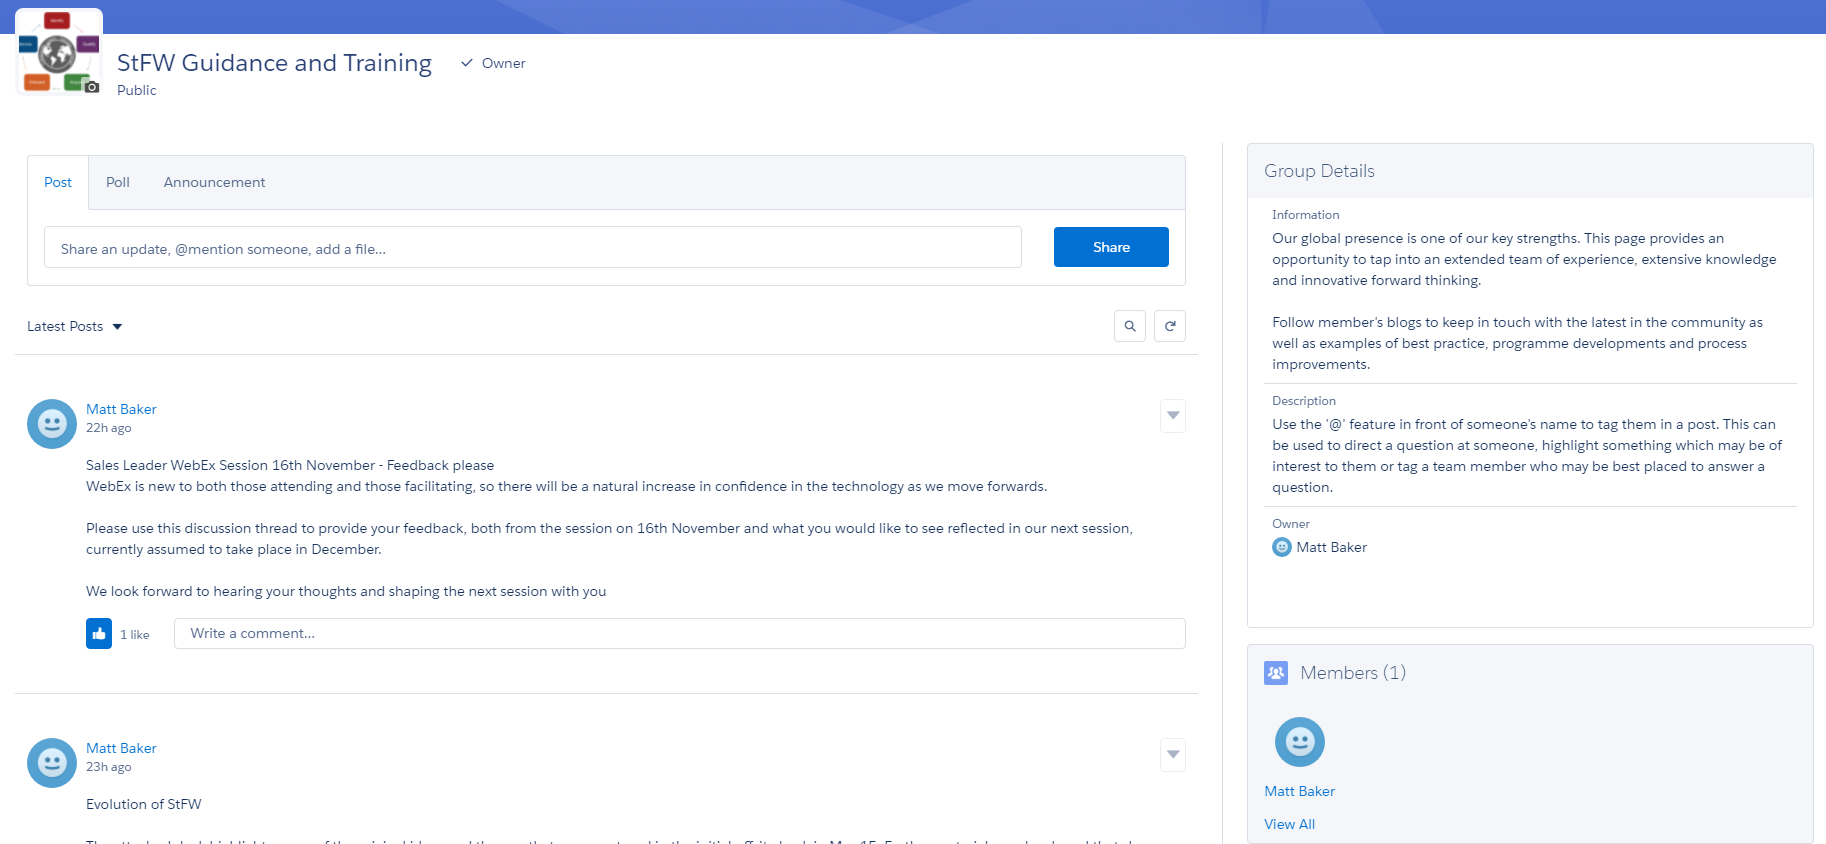 StFW Guidance and Training
Owner
Public
Post
Poll
Announcement
Share an update, @mention someone, add a file...
Share
Latest Posts
Matt Baker
22h ago
Sales Leader WebEx Session 16th November - Feedback please
WebEx is new to both those attending and those facilitating, so there will be a natural increase in confidence in the technology as we move forwards.
Please use this discussion thread to provide your feedback, both from the session on 16th November and what you would like to see reflected in our next session,
currently assumed to take place in December.
We look forward to hearing your thoughts and shaping the next session with you
1 like
Write a comment...
Matt Baker
23h ago
Evolution of StFW
Group Details
Information
Our global presence is one of our key strengths. This page provides an
opportunity to tap into an extended team of experience, extensive knowledge
and innovative forward thinking.
Follow member's blogs to keep in touch with the latest in the community as
well as examples of best practice, programme developments and process
improvements.
Description
Use the '@' feature in front of someone's name to tag them in a post. This can
be used to direct a question at someone, highlight something which may be of
interest to them or tag a team member who may be best placed to answer a
question.
Owner
Matt Baker
Members (1)
Matt Baker
View All